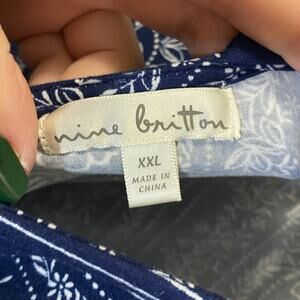 nine britton
XXL
MADE IN
CHINA